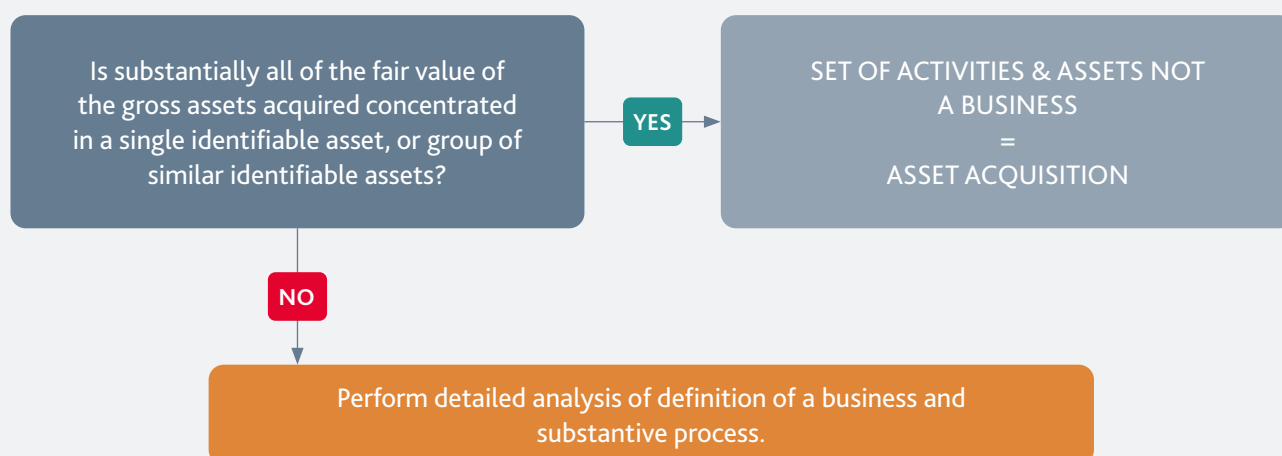 Is substantially all of the fair value of
the gross assets acquired concentrated
in a single identifiable asset, or group of
similar identifiable assets?
YES
SET OF ACTIVITIES & ASSETS NOT
A BUSINESS
=
ASSET ACQUISITION
NO
Perform detailed analysis of definition of a business and
substantive process.